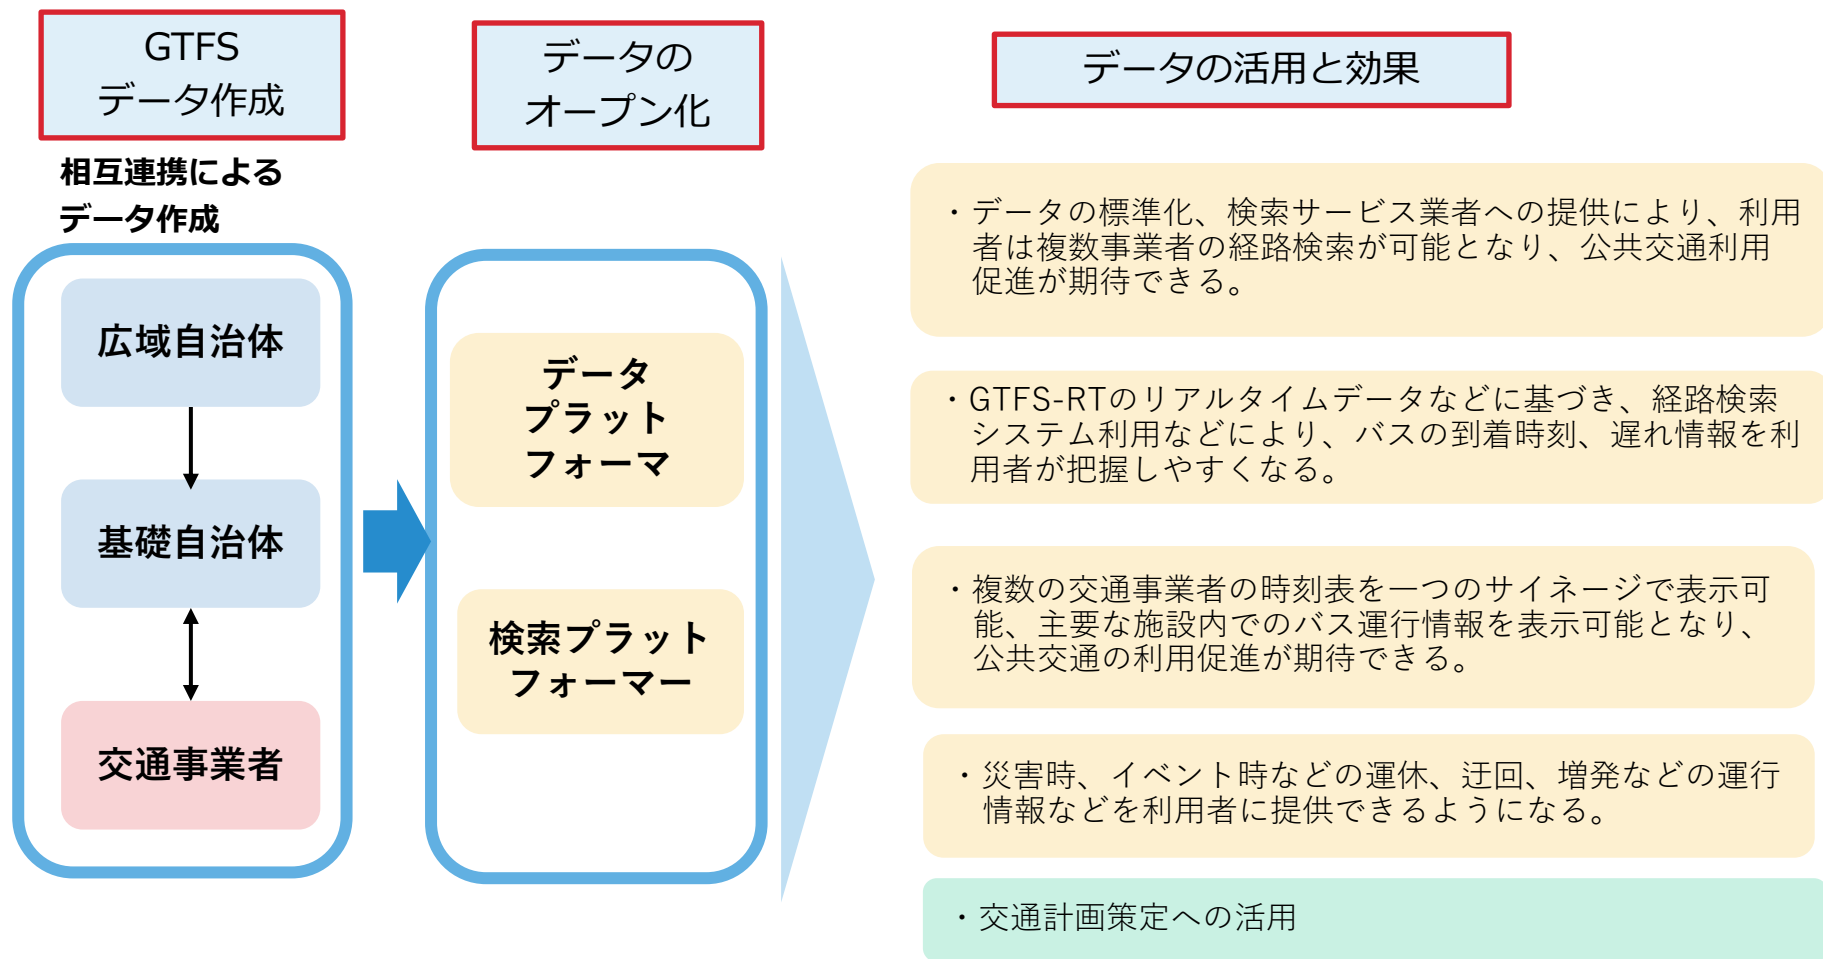 GTFS
データ作成
相互連携による
データ作成
広域自治体
基礎自治体
交通事業者
データの
オープン化
データ
プラット
フォーマ
検索プラット
フォーマー
データの活用と効果
・データの標準化、検索サービス業者への提供により、利用
者は複数事業者の経路検索が可能となり、公共交通利用
促進が期待できる。
・GTFS-RTのリアルタイムデータなどに基づき、経路検索
システム利用などにより、バスの到着時刻、遅れ情報を利
用者が把握しやすくなる。
・複数の交通事業者の時刻表を一つのサイネージで表示可
能、主要な施設内でのバス運行情報を表示可能となり、
公共交通の利用促進が期待できる。
・災害時、イベント時などの運休、迂回、増発などの運行
情報などを利用者に提供できるようになる。
・交通計画策定への活用